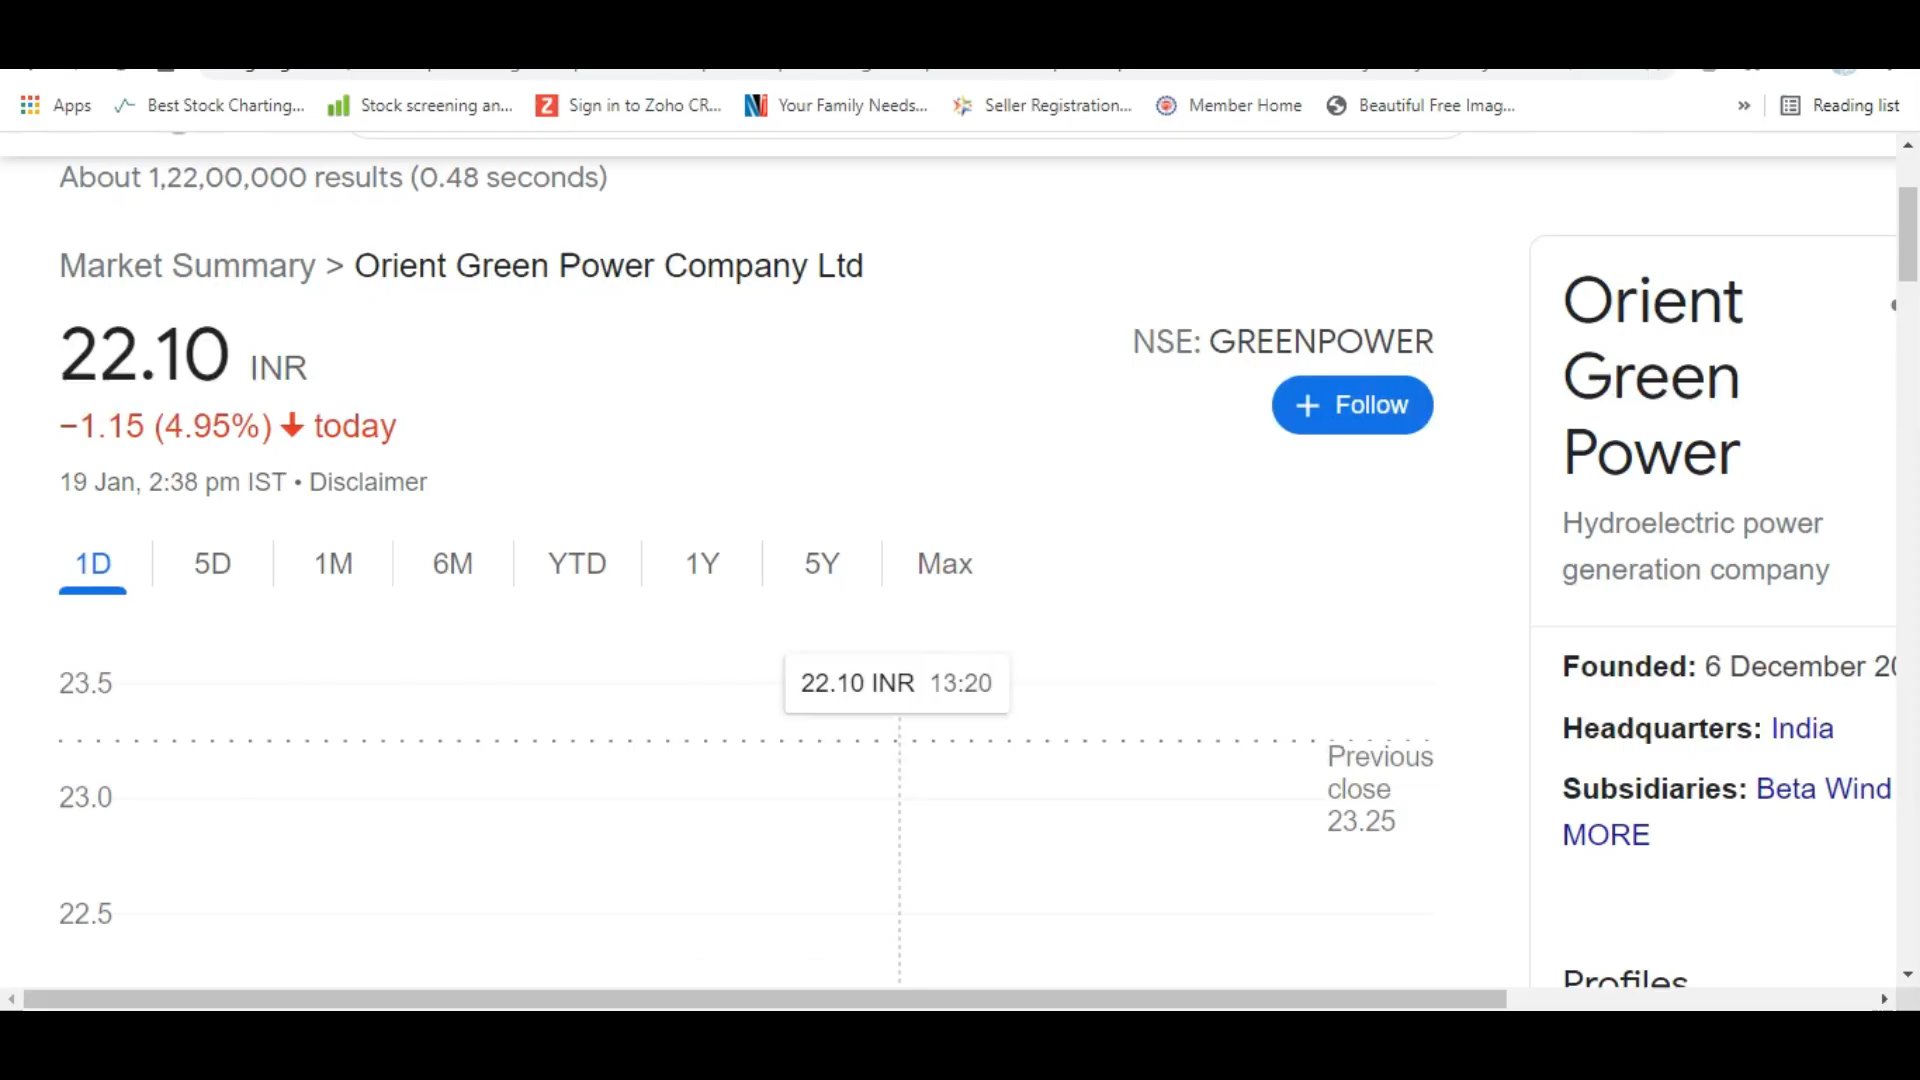 Apps
Best Stock Charting...
Stock screening an...
Sign in to Zoho CR...
Your Family Needs...
Seller Registration...
Member Home
Beautiful Free Imag...
»
Reading list
About 1,22,00,000 results (0.48 seconds)
Market Summary > Orient Green Power Company Ltd
22.10 INR
−1.15 (4.95%) ↓ today
19 Jan, 2:38 pm IST • Disclaimer
NSE: GREENPOWER
+ Follow
1D
5D
1M
6M
YTD
1Y
5Y
Max
22.10 INR 13:20
23.5
23.0
22.5
Previous
close
23.25
Orient
Green
Power
Hydroelectric power
generation company
Founded: 6 December
Headquarters: India
Subsidiaries: Beta Wind
MORE
Profiles